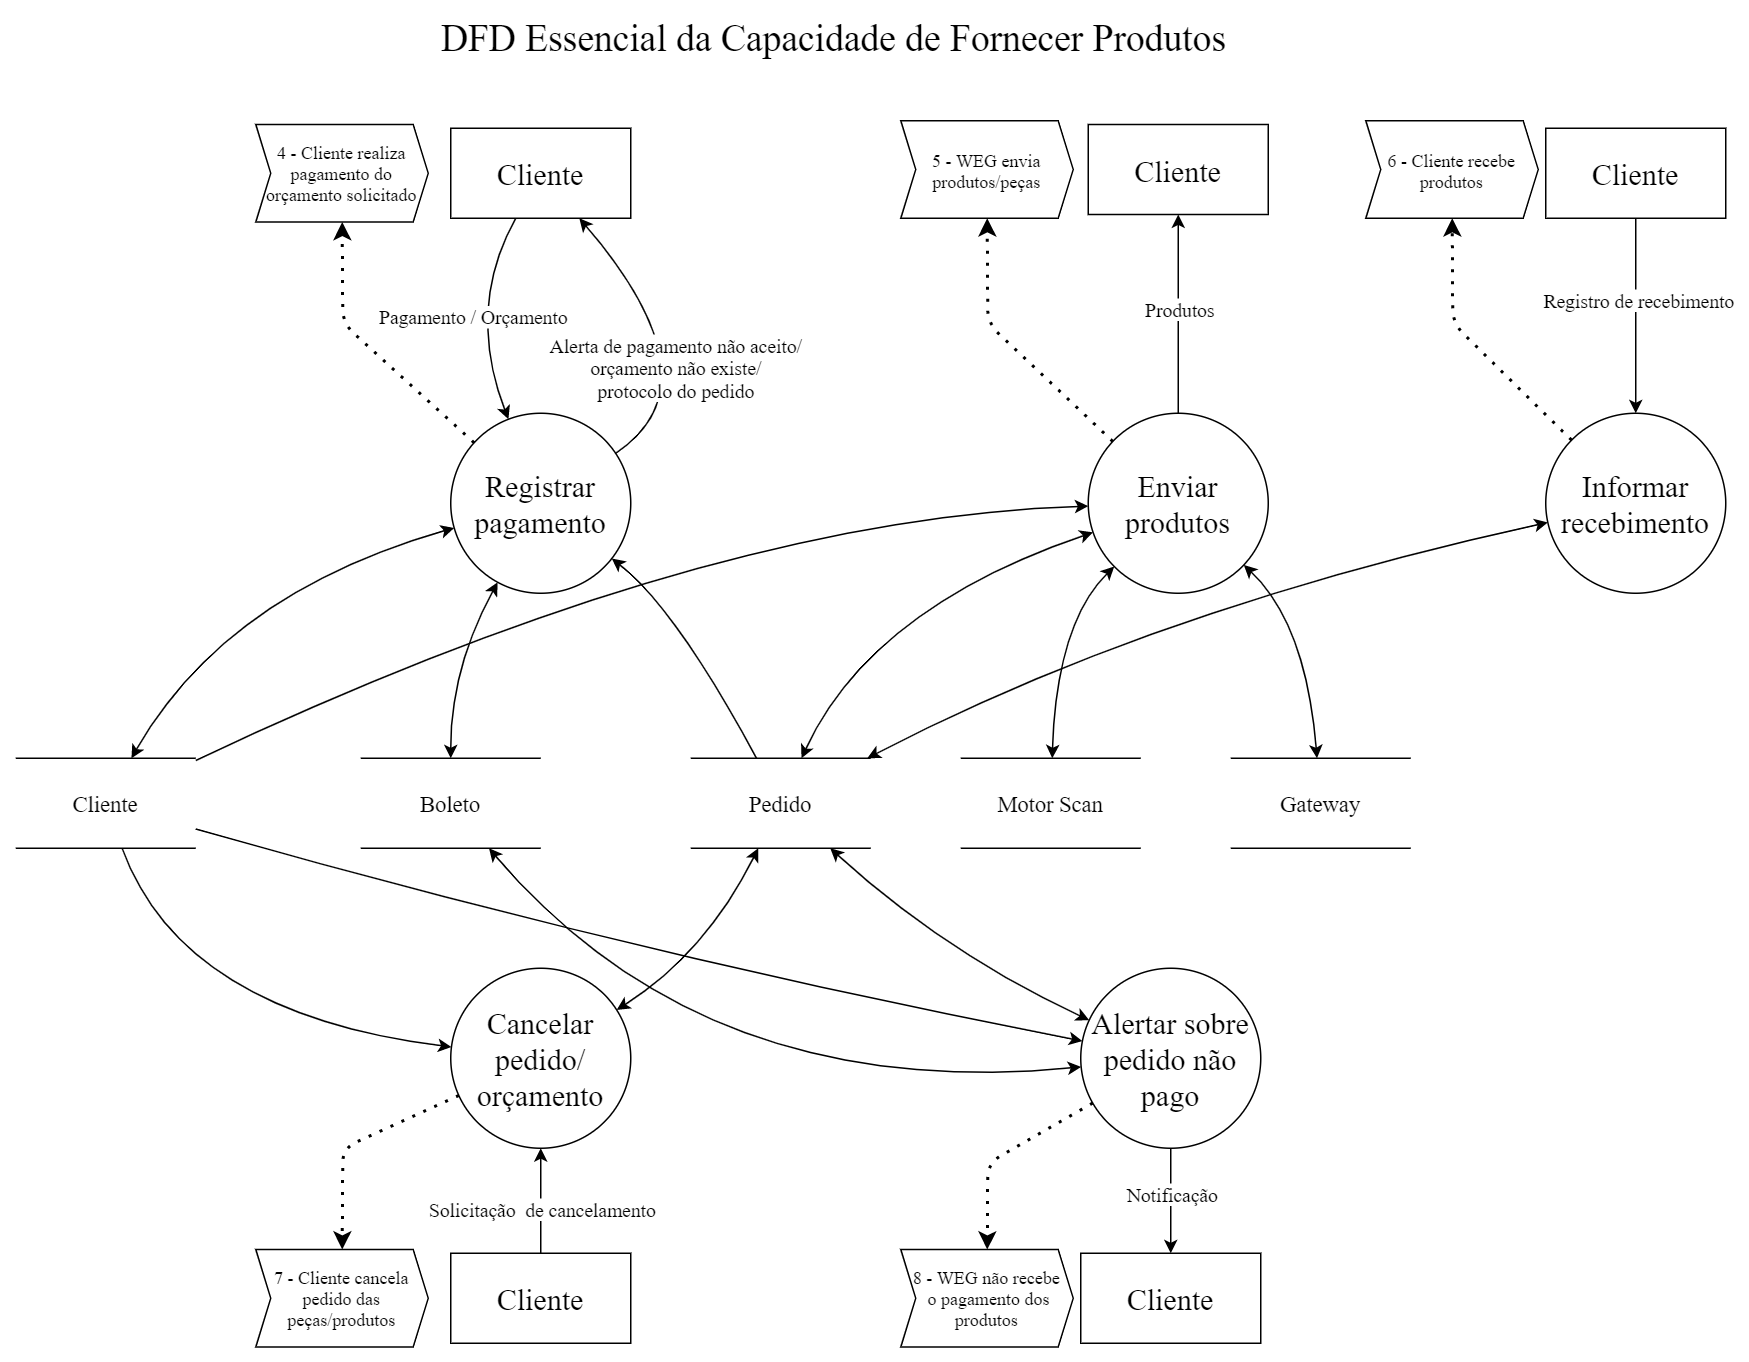 DFD Essencial da Capacidade de Fornecer Produtos
4 - Cliente realiza
pagamento do
orçamento solicitado
Cliente
5 - WEG envia
produtos/peças
Cliente
6 - Cliente recebe
produtos
Cliente
Pagamento / Orçamento
Alerta de pagamento não aceito/
orçamento não existe/
protocolo do pedido
Produtos
Registro de recebimento
Registrar
pagamento
Enviar
produtos
Informar
recebimento
Cliente
Boleto
Pedido
Motor Scan
Gateway
Cancelar
pedido/
orçamento
Alertar sobre
pedido não
pago
Solicitação  de cancelamento
Notificação
7 - Cliente cancela
pedido das
peças/produtos
Cliente
8 - WEG não recebe
o pagamento dos
produtos
Cliente